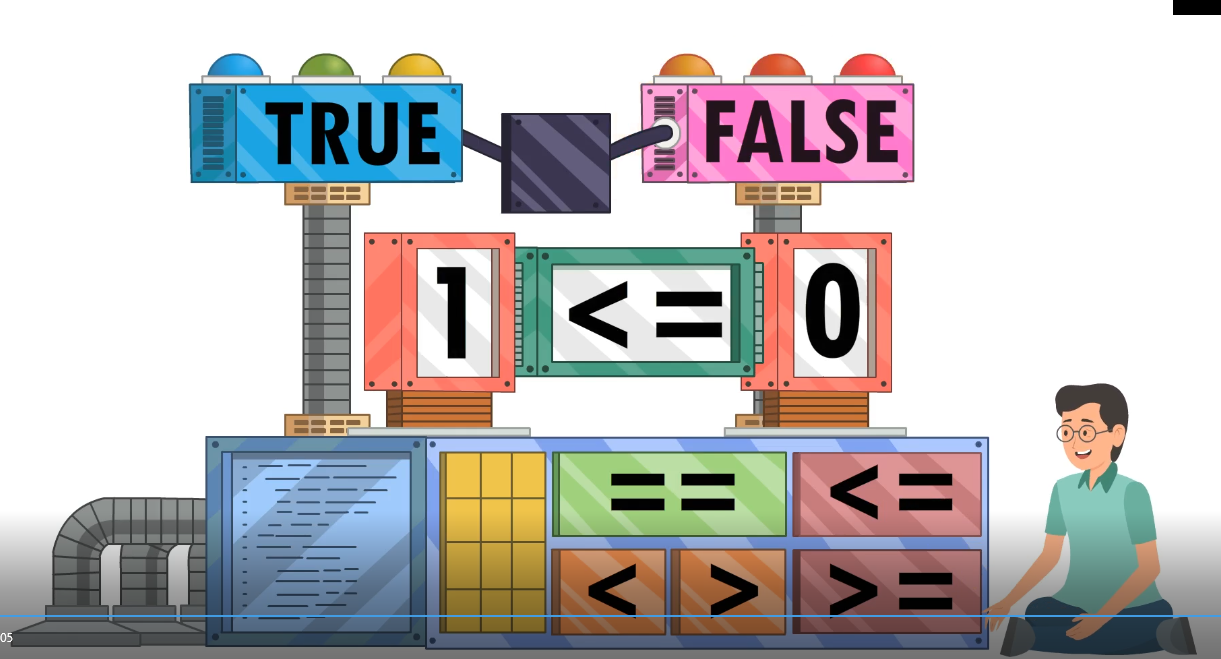 TRUE FALSE
1 <= 0
== <=
< > >=
05